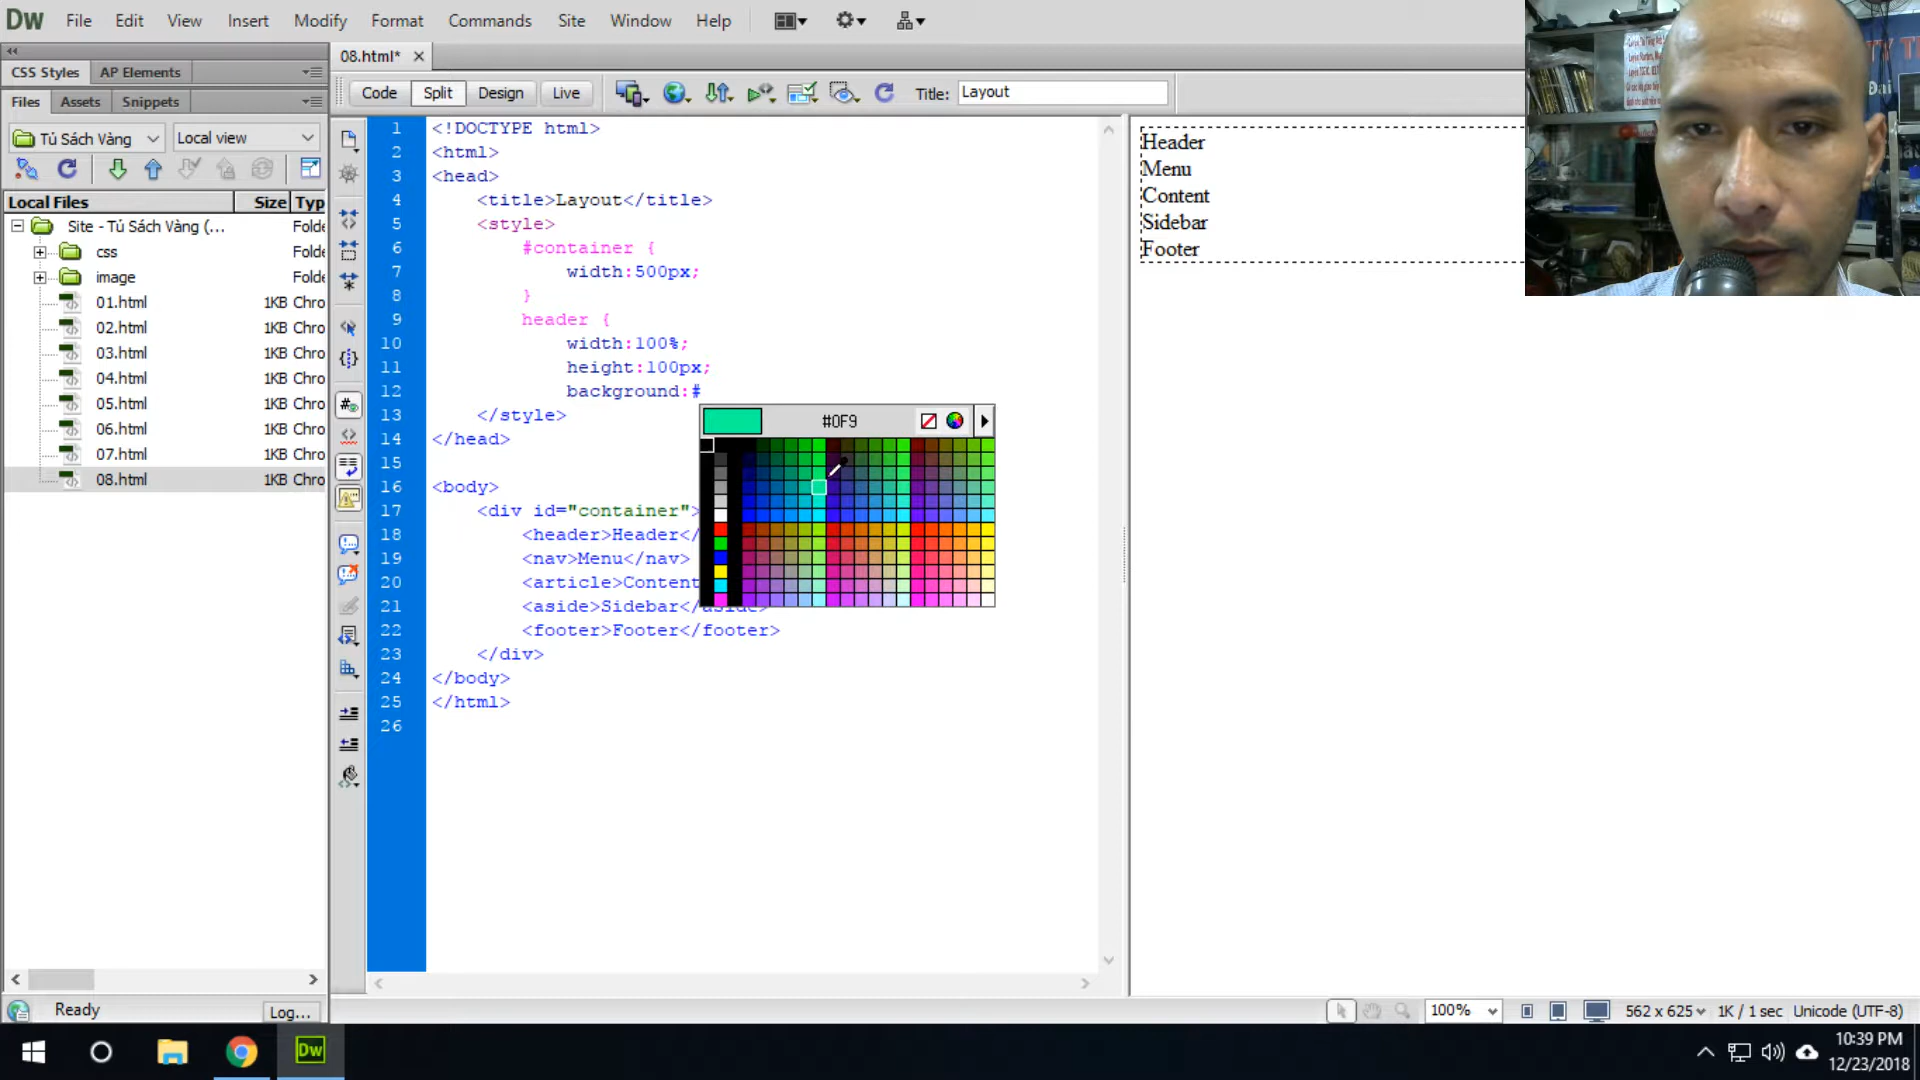 Dw File Edit View Insert Modify Format Commands Site Window Help
CSS Styles AP Elements
08.html*
Files Assets Snippets
Code Split Design Live Title: Layout
Tủ Sách Vàng Local view
Local Files Size Typ
Site - Tủ Sách Vàng (... Folde
css Folde
image Folde
01.html 1KB Chro
02.html 1KB Chro
03.html 1KB Chro
04.html 1KB Chro
05.html 1KB Chro
06.html 1KB Chro
07.html 1KB Chro
08.html 1KB Chro
1 <!DOCTYPE html>
2 <html>
3 <head>
4 <title>Layout</title>
5 <style>
6 #container {
7 width:500px;
8 }
9 header {
10 width:100%;
11 height:100px;
12 background:#
13 </style>
14 </head>
15
16 <body>
17 <div id="container">
18 <header>Header</
19 <nav>Menu</nav>
20 <article>Content
21 <aside>Sidebar</aside>
22 <footer>Footer</footer>
23 </div>
24 </body>
25 </html>
26
#0F9
Header
Menu
Content
Sidebar
Footer
Ready Log...
100% 562 x 625 1K / 1 sec Unicode (UTF-8)
Dw
10:39 PM
12/23/2018